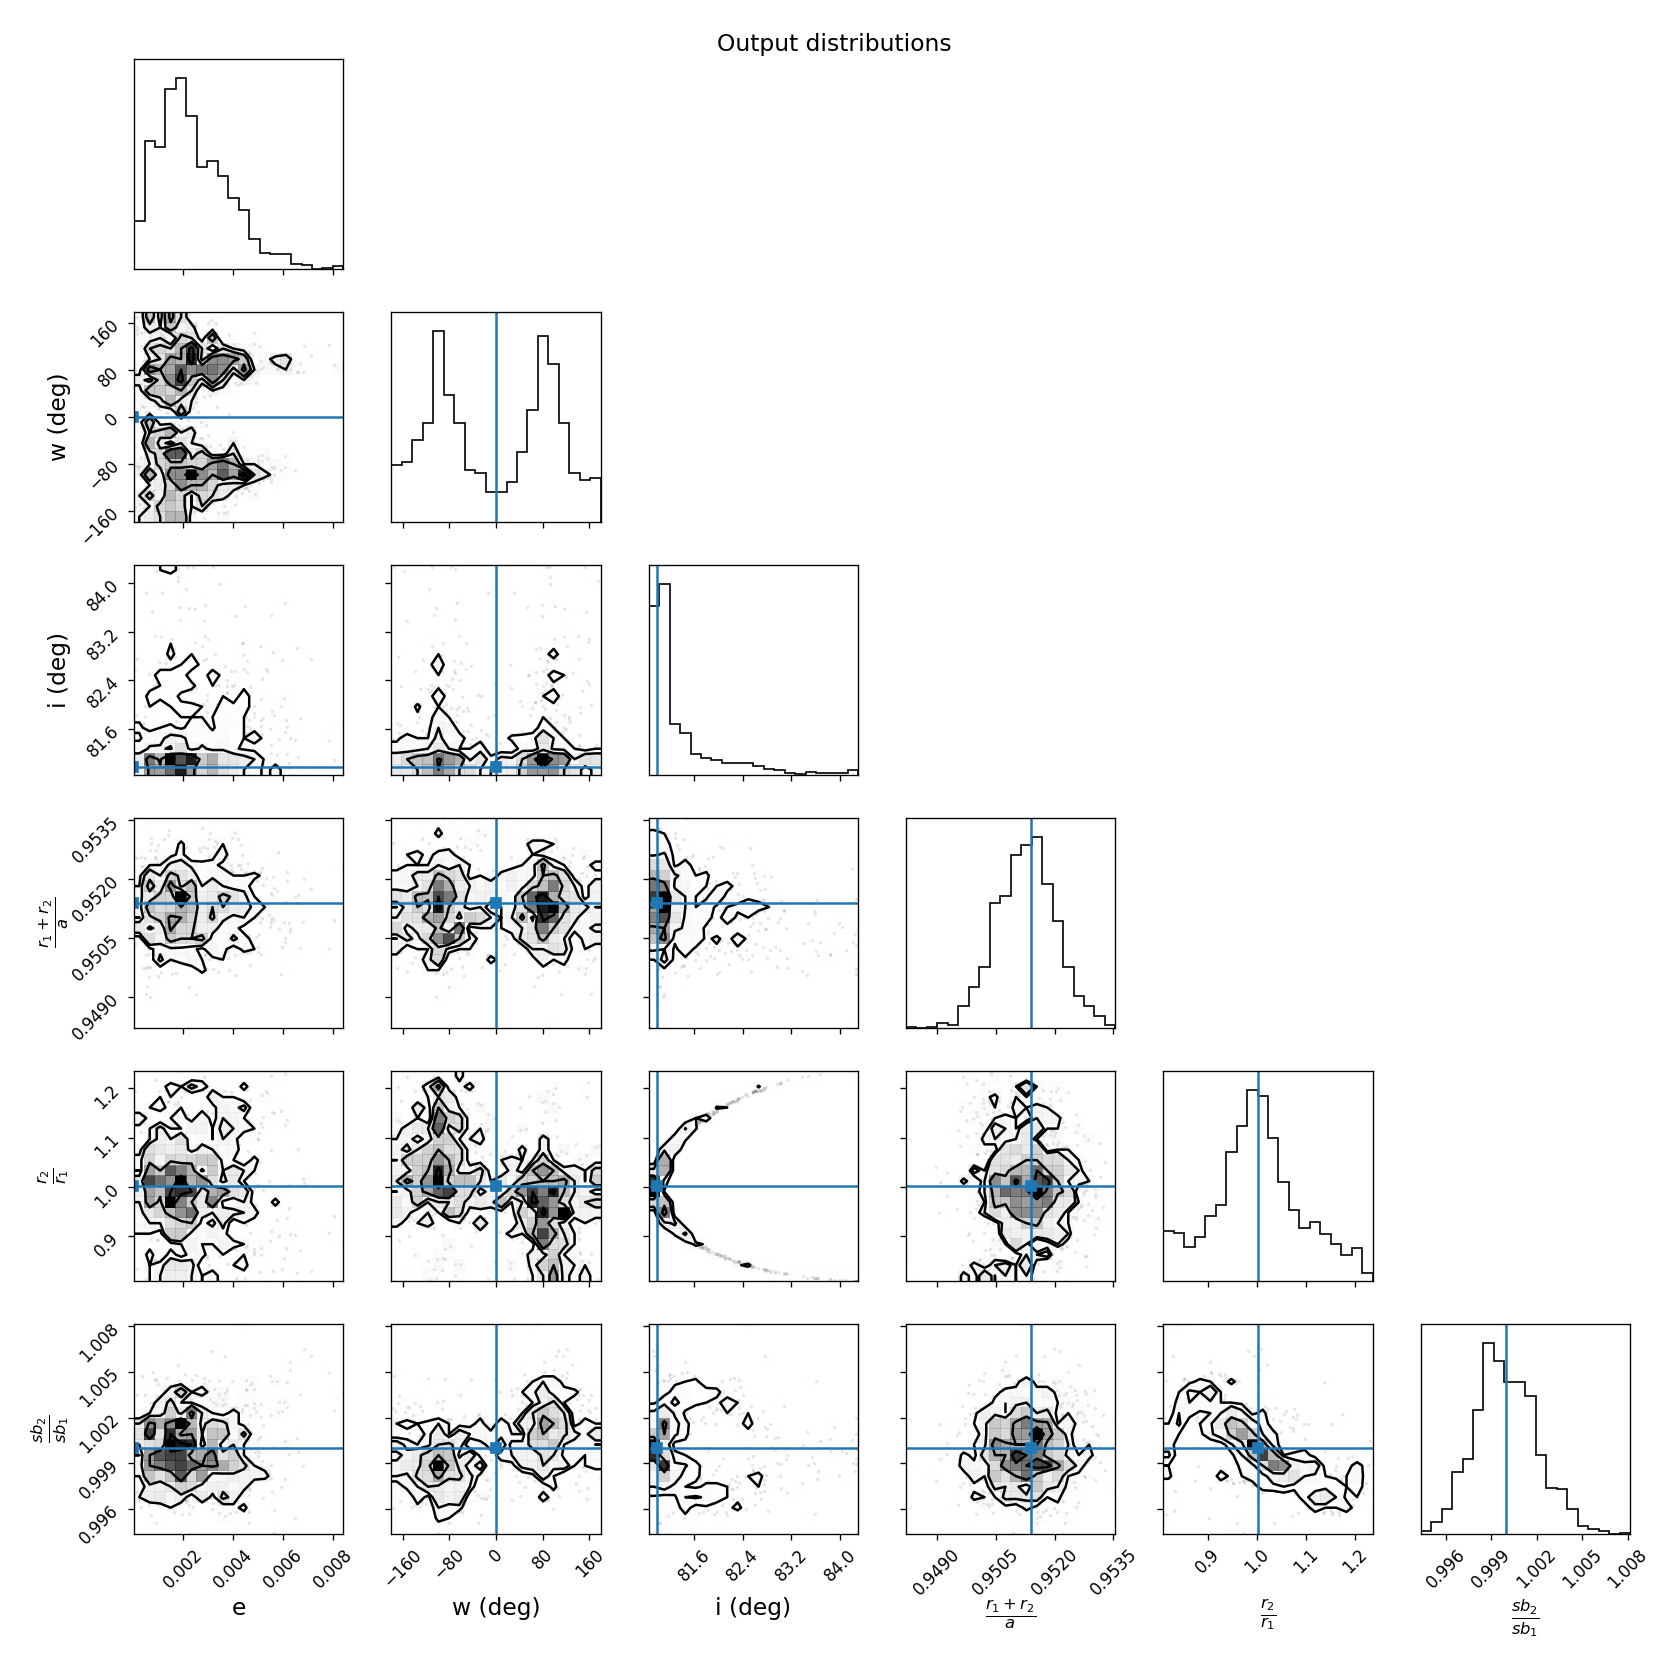 Output distributions
160
80
0
−80
−160
w (deg)
84.0
83.2
82.4
81.6
i (deg)
0.9535
0.9520
0.9505
0.9490
r₁ + r₂
a
1.2
1.1
1.0
0.9
r₂
r₁
1.008
1.005
1.002
0.999
0.996
sb₂
sb₁
0.002 0.004 0.006 0.008
−160 −80 0 80 160
81.6 82.4 83.2 84.0
0.9490 0.9505 0.9520 0.9535
0.9 1.0 1.1 1.2
0.996 0.999 1.002 1.005 1.008
e
w (deg)
i (deg)
r₁ + r₂
a
r₂
r₁
sb₂
sb₁